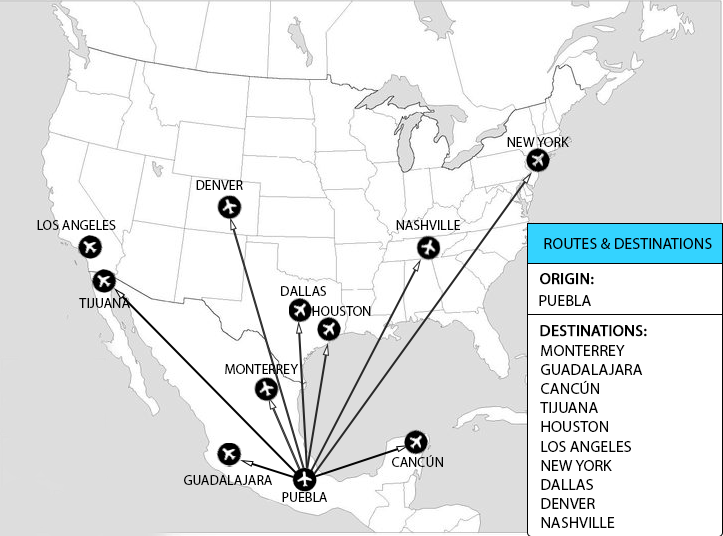 NEW YORK
DENVER
LOS ANGELES
NASHVILLE
TIJUANA
DALLAS
HOUSTON
MONTERREY
CANCÚN
GUADALAJARA
PUEBLA
ROUTES & DESTINATIONS
ORIGIN:
PUEBLA
DESTINATIONS:
MONTERREY
GUADALAJARA
CANCÚN
TIJUANA
HOUSTON
LOS ANGELES
NEW YORK
DALLAS
DENVER
NASHVILLE